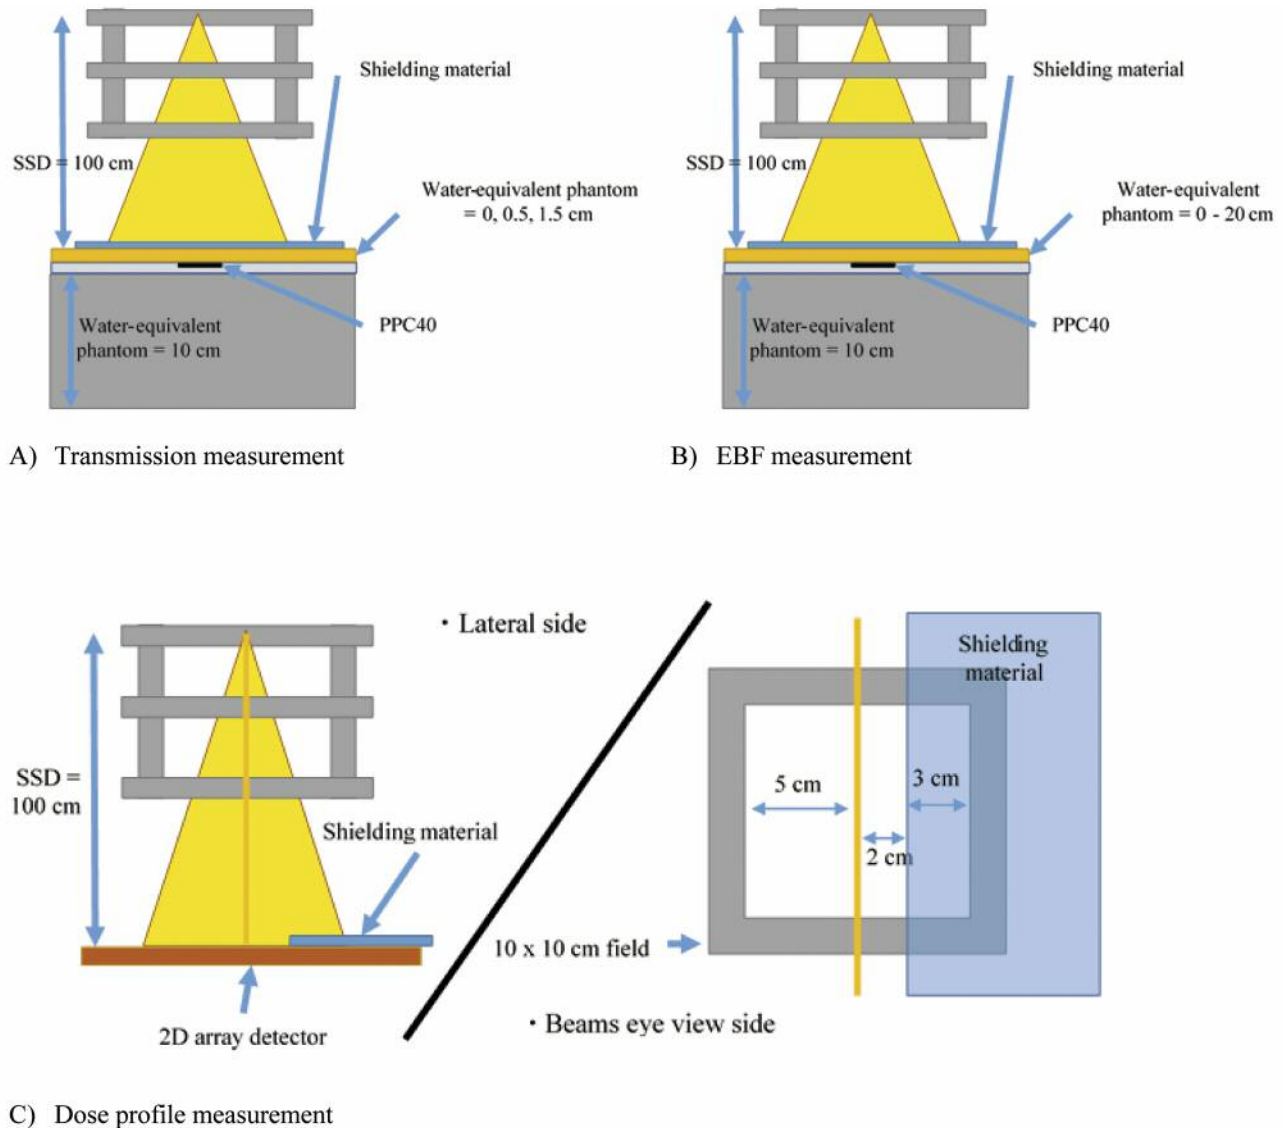 Shielding material
SSD = 100 cm
Water-equivalent phantom
= 0, 0.5, 1.5 cm
PPC40
Water-equivalent
phantom = 10 cm
A) Transmission measurement
Shielding material
SSD = 100 cm
Water-equivalent
phantom = 0 - 20 cm
PPC40
Water-equivalent
phantom = 10 cm
B) EBF measurement
· Lateral side
SSD =
100 cm
Shielding material
2D array detector
Shielding
material
5 cm
3 cm
2 cm
10 x 10 cm field
· Beams eye view side
C) Dose profile measurement